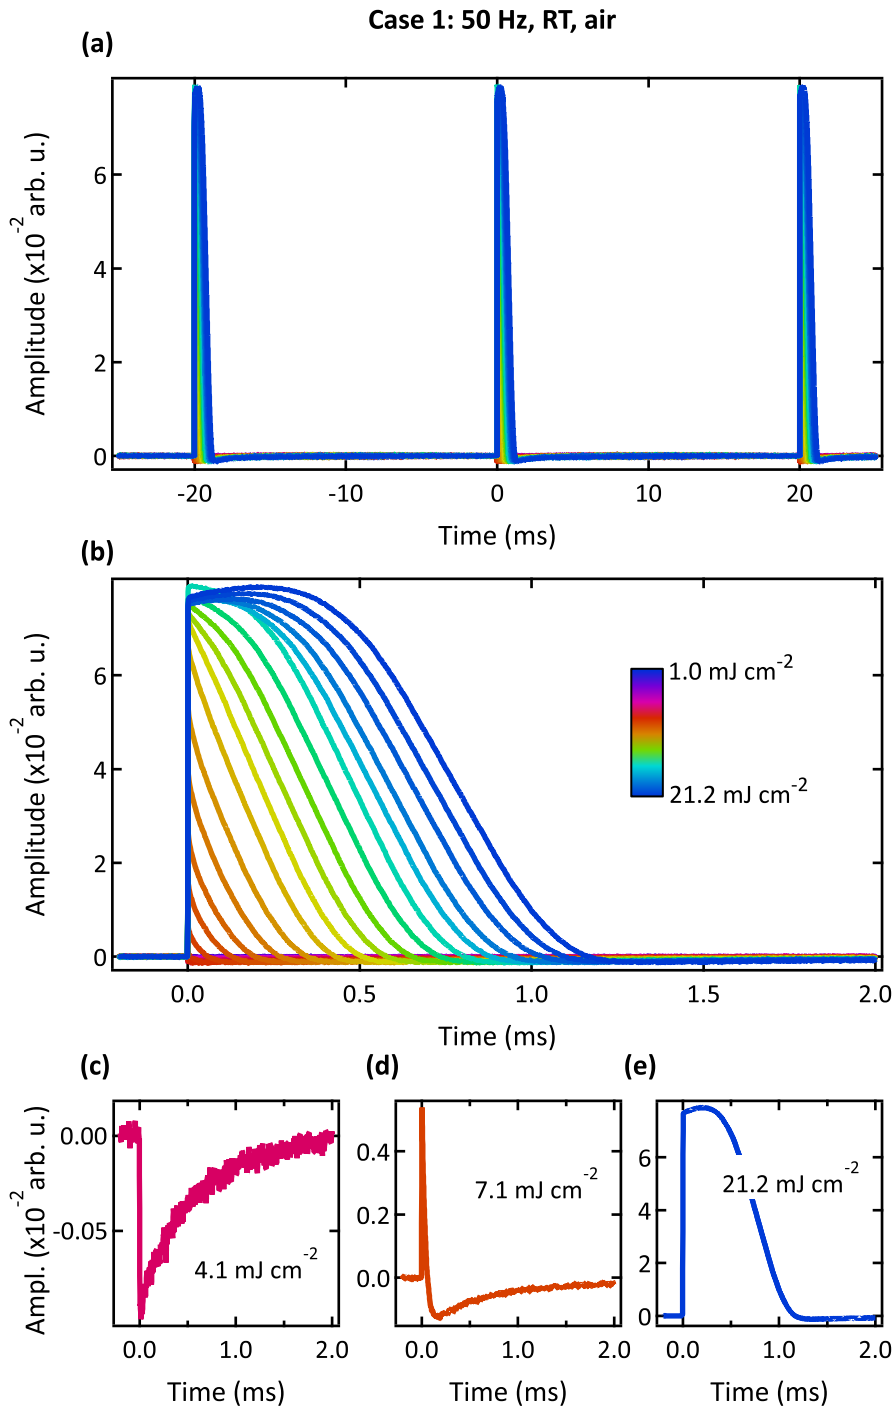 Case 1: 50 Hz, RT, air
(a)
Amplitude (x10⁻² arb. u.)
6
4
2
0
-20 -10 0 10 20
Time (ms)
(b)
Amplitude (x10⁻² arb. u.)
6
4
2
0
1.0 mJ cm⁻²
21.2 mJ cm⁻²
0.0 0.5 1.0 1.5 2.0
Time (ms)
(c)
Ampl. (x10⁻² arb. u.)
0.00
-0.05
4.1 mJ cm⁻²
0.0 1.0 2.0
Time (ms)
(d)
0.4
0.2
0.0
7.1 mJ cm⁻²
0.0 1.0 2.0
Time (ms)
(e)
6
4
2
0
21.2 mJ cm⁻²
0.0 1.0 2.0
Time (ms)